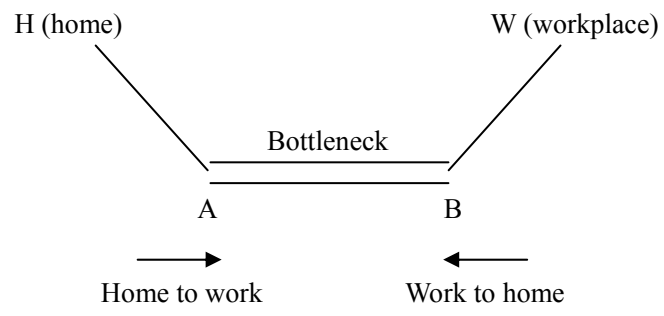 H (home)
W (workplace)
Bottleneck
A
B
Home to work
Work to home